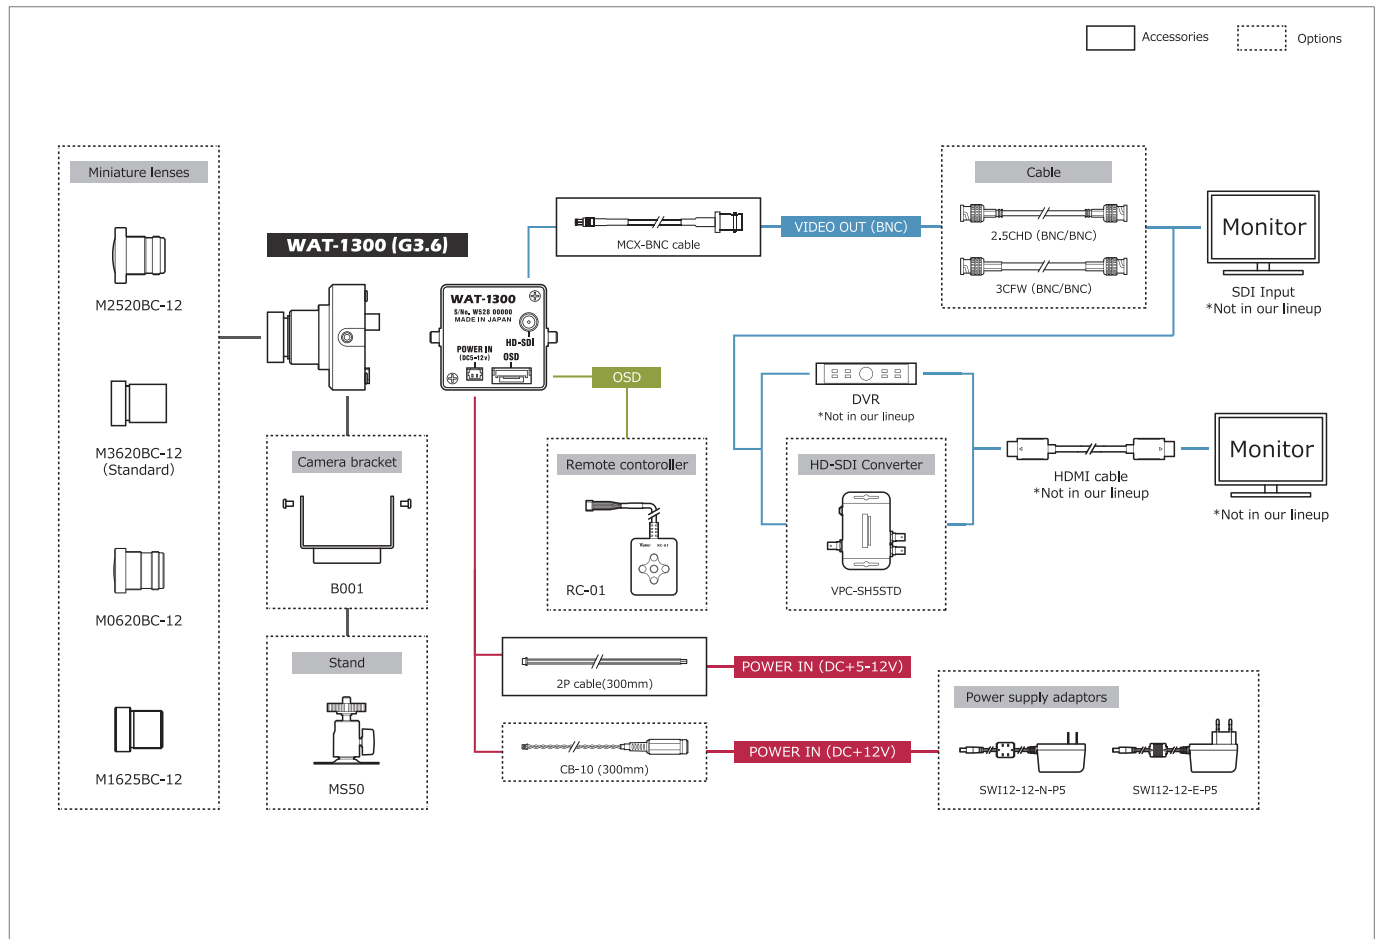 Accessories
Options
Miniature lenses
M2520BC-12
M3620BC-12
(Standard)
M0620BC-12
M1625BC-12
WAT-1300 (G3.6)
WAT-1300
S/No. W528 00000
MADE IN JAPAN
HD-SDI
POWER IN
(DC5-12v)
OSD
Camera bracket
B001
Stand
MS50
MCX-BNC cable
VIDEO OUT (BNC)
Cable
2.5CHD (BNC/BNC)
3CFW (BNC/BNC)
Monitor
SDI Input
*Not in our lineup
OSD
Remote contoroller
Watec RC-01
RC-01
DVR
*Not in our lineup
HD-SDI Converter
VPC-SH5STD
HDMI cable
*Not in our lineup
Monitor
*Not in our lineup
2P cable(300mm)
POWER IN (DC+5-12V)
CB-10 (300mm)
POWER IN (DC+12V)
Power supply adaptors
SWI12-12-N-P5
SWI12-12-E-P5